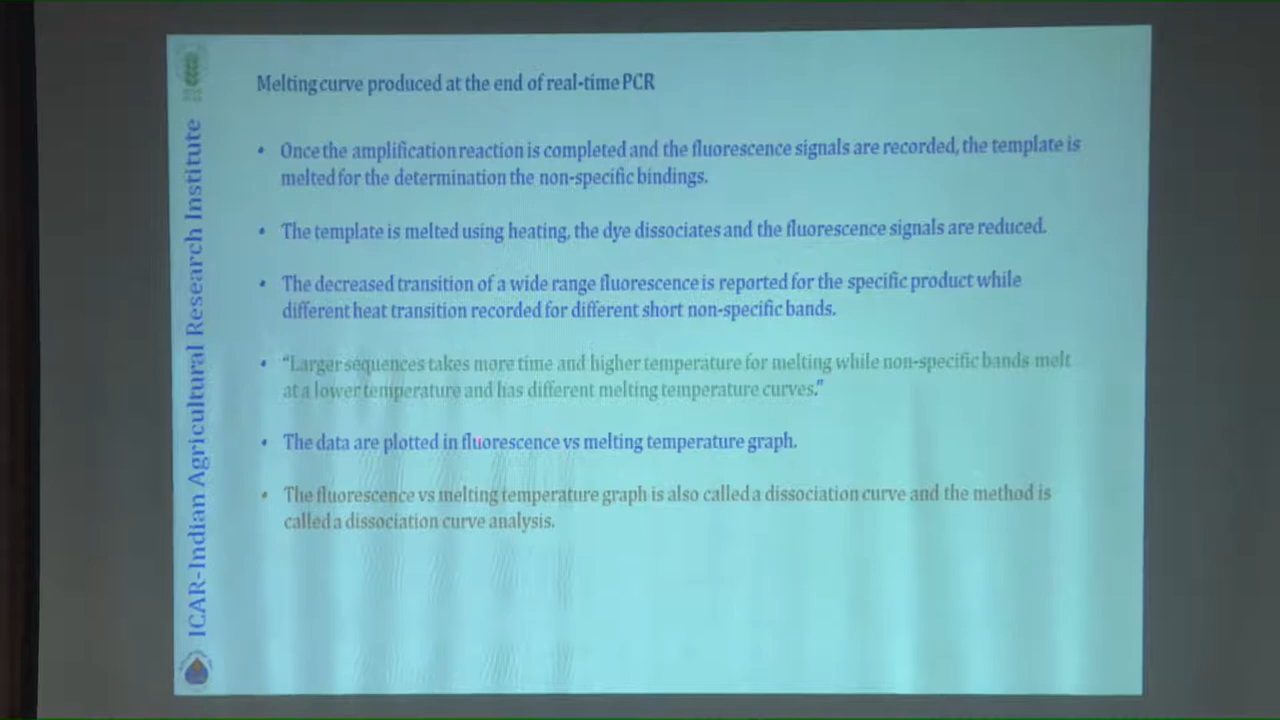 Melting curve produced at the end of real-time PCR
• Once the amplification reaction is completed and the fluorescence signals are recorded, the template is
melted for the determination the non-specific bindings.
• The template is melted using heating, the dye dissociates and the fluorescence signals are reduced.
• The decreased transition of a wide range fluorescence is reported for the specific product while
different heat transition recorded for different short non-specific bands.
• “Larger sequences takes more time and higher temperature for melting while non-specific bands melt
at a lower temperature and has different melting temperature curves.”
• The data are plotted in fluorescence vs melting temperature graph.
• The fluorescence vs melting temperature graph is also called a dissociation curve and the method is
called a dissociation curve analysis.
ICAR-Indian Agricultural Research Institute